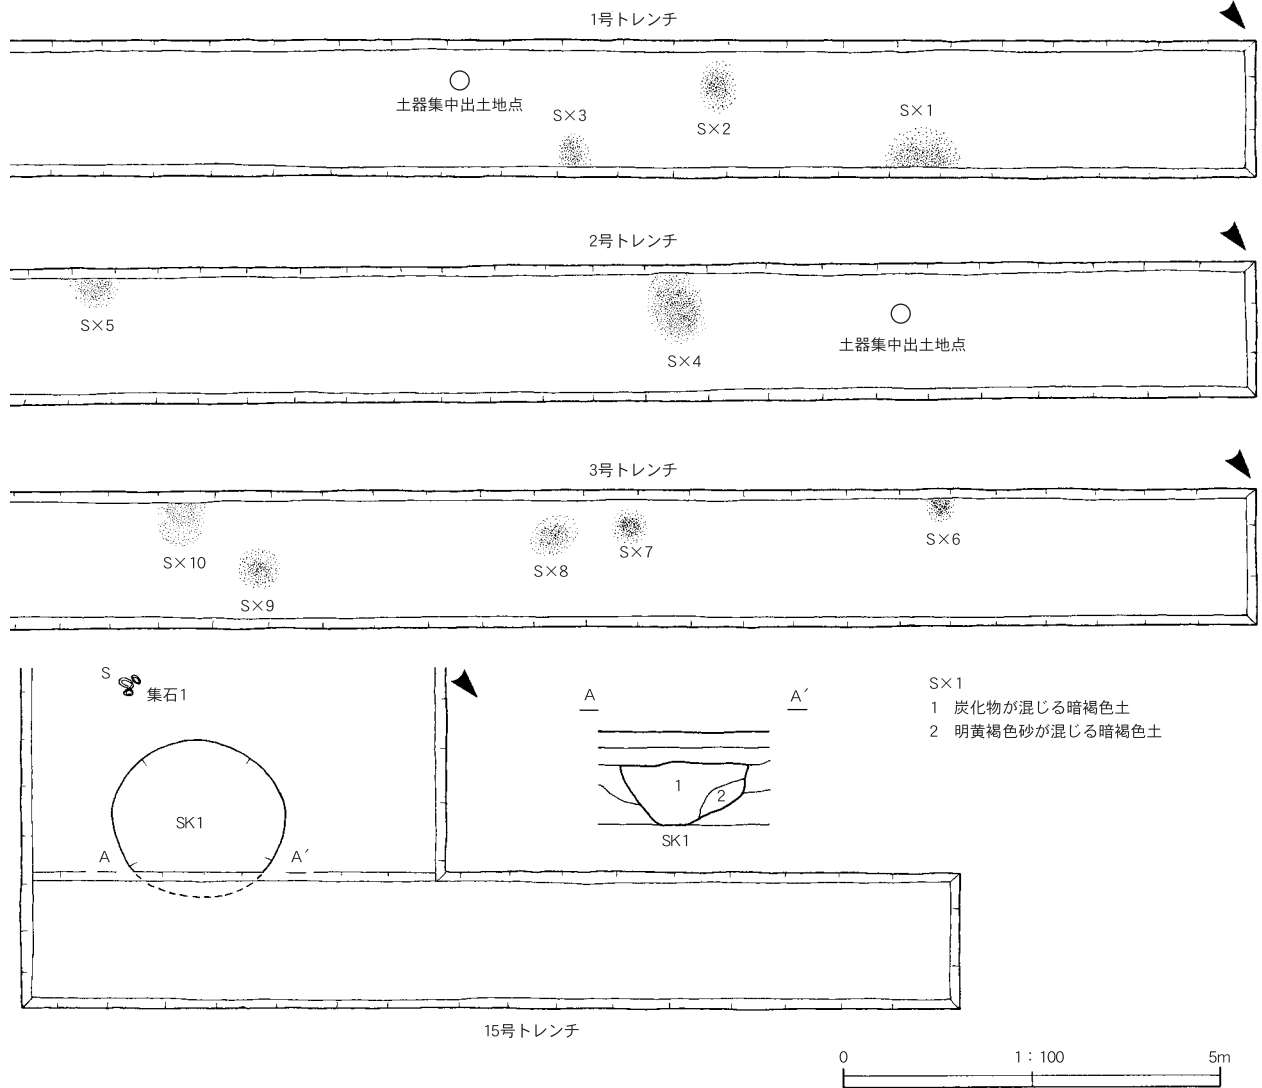 1号トレンチ
土器集中出土地点
S×3
S×2
S×1
2号トレンチ
S×5
S×4
土器集中出土地点
3号トレンチ
S×10
S×9
S×8
S×7
S×6
S
集石1
SK1
A
A′
A
A′
1
2
SK1
S×1
1 炭化物が混じる暗褐色土
2 明黄褐色砂が混じる暗褐色土
15号トレンチ
0
1：100
5m